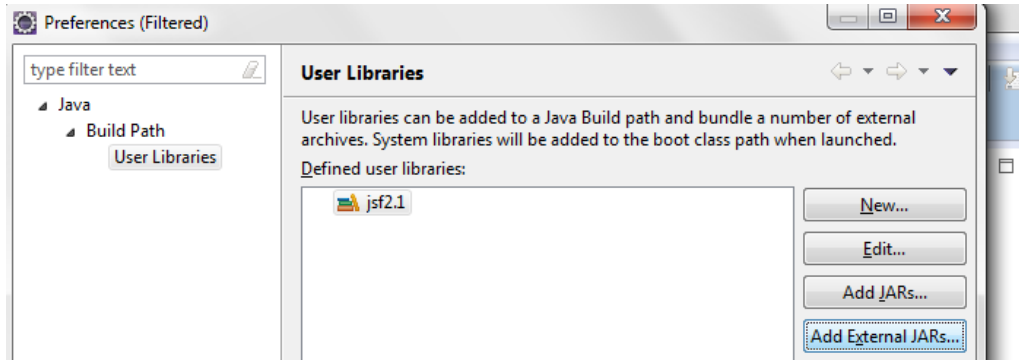 Preferences (Filtered)
type filter text
Java
Build Path
User Libraries
User Libraries
User libraries can be added to a Java Build path and bundle a number of external
archives. System libraries will be added to the boot class path when launched.
Defined user libraries:
jsf2.1
New...
Edit...
Add JARs...
Add External JARs...